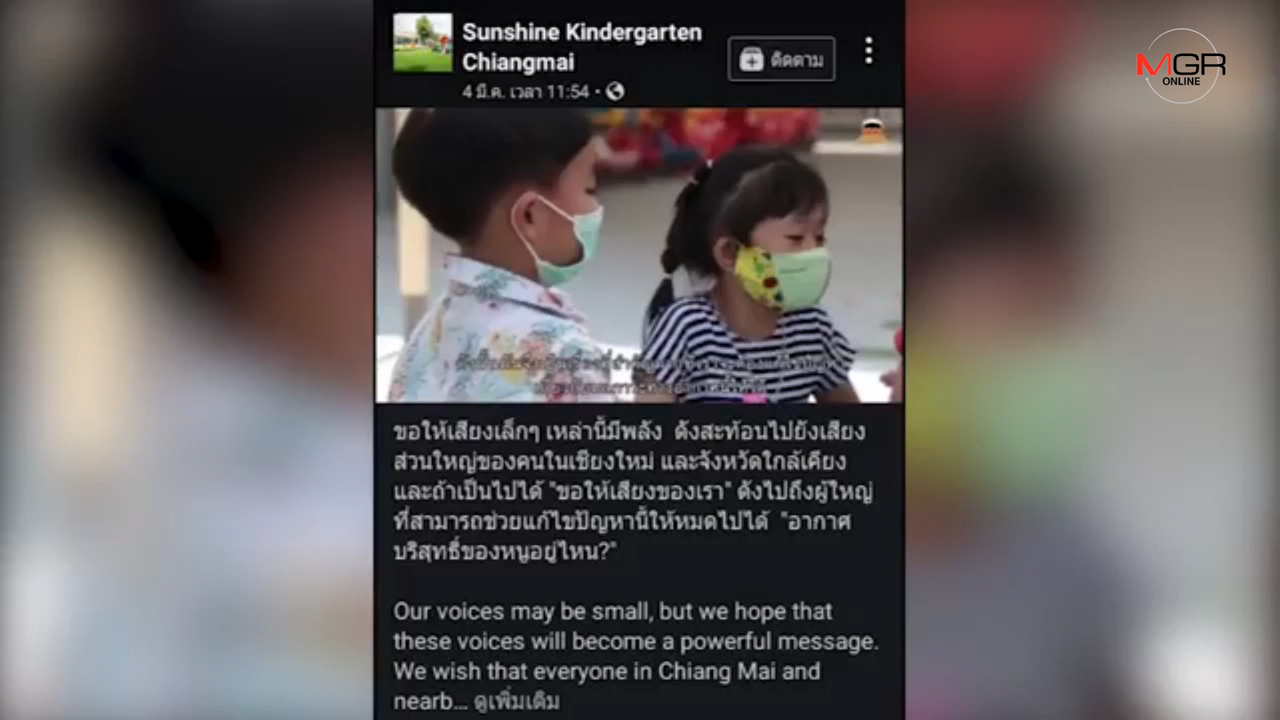 Sunshine Kindergarten
Chiangmai
ติดตาม
4 มี.ค. เวลา 11:54 •
MGR
ONLINE
ขอให้เสียงเล็กๆ เหล่านี้มีพลัง ดังสะท้อนไปยังเสียง
ส่วนใหญ่ของคนในเชียงใหม่ และจังหวัดใกล้เคียง
และถ้าเป็นไปได้ "ขอให้เสียงของเรา" ดังไปถึงผู้ใหญ่
ที่สามารถช่วยแก้ไขปัญหานี้ให้หมดไปได้ "อากาศ
บริสุทธิ์ของหนูอยู่ไหน?"
Our voices may be small, but we hope that
these voices will become a powerful message.
We wish that everyone in Chiang Mai and
nearb... ดูเพิ่มเติม